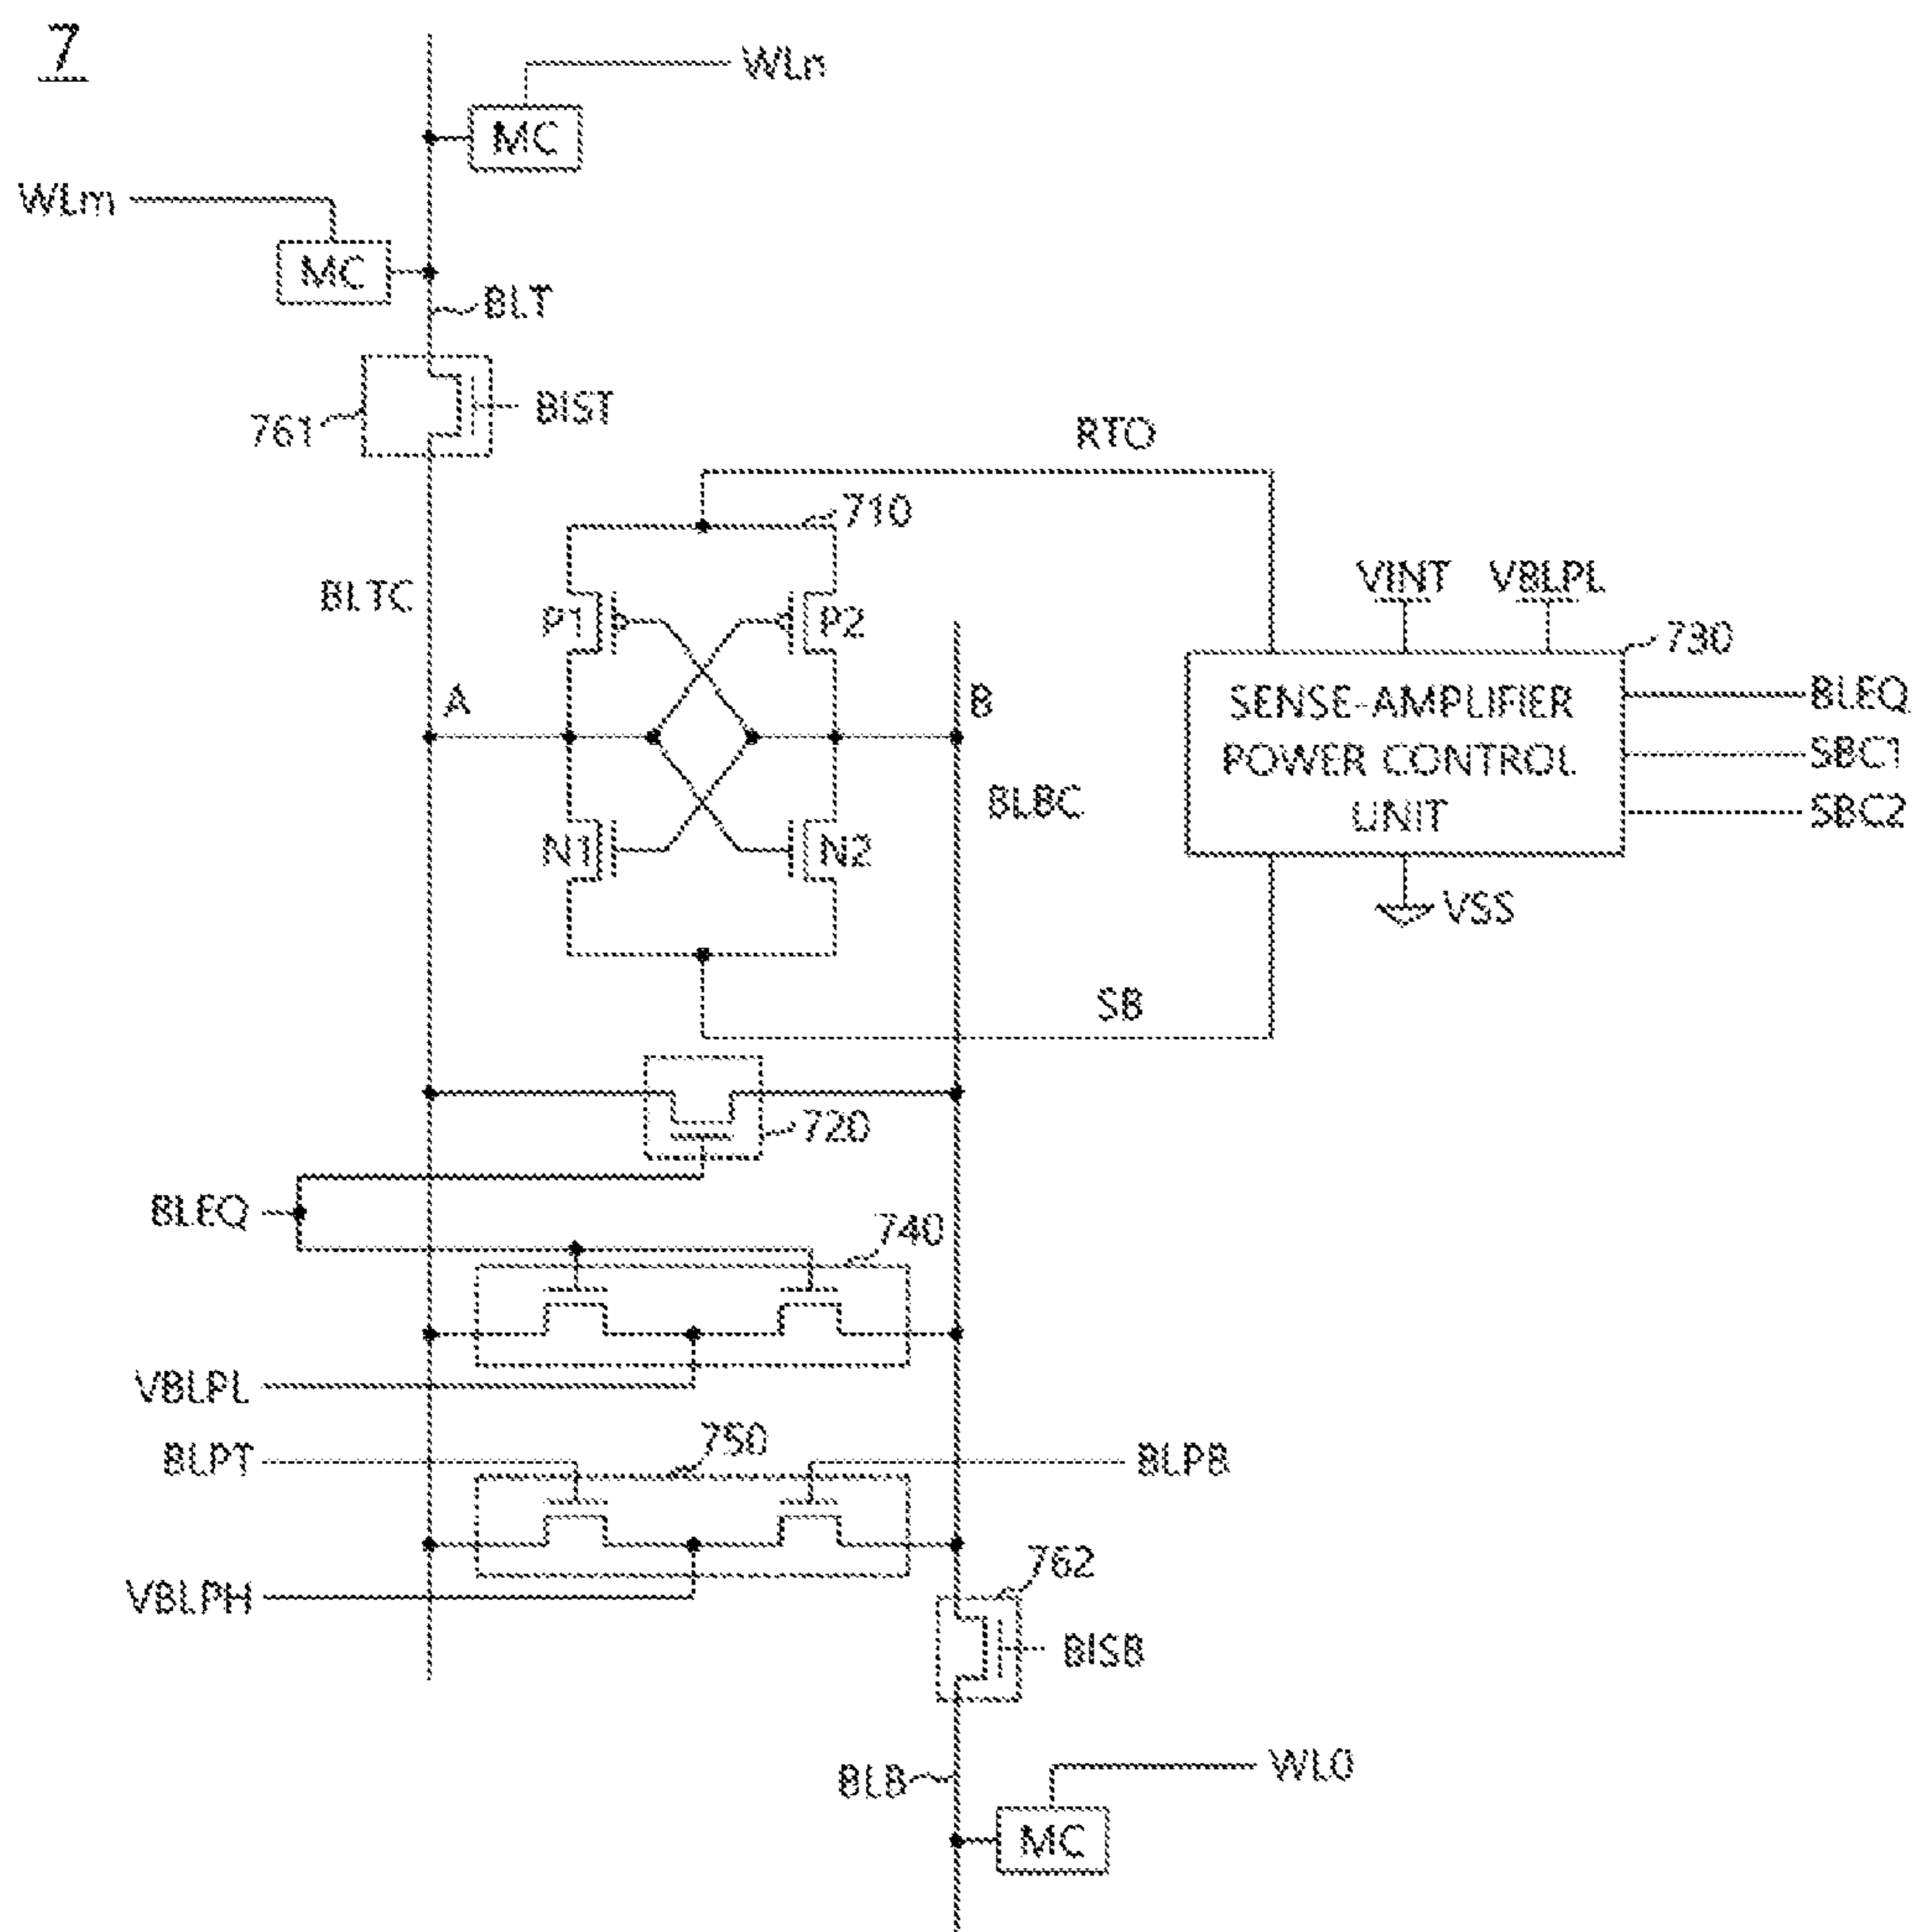 7
WLn
MC
WLm
MC
BLT
BIST
761
RTO
710
BLTC
P1
P2
VINT
VBLPL
730
A
B
SENSE-AMPLIFIER
POWER CONTROL
UNIT
BLEQ
SBC1
SBC2
BLBC
N1
N2
VSS
SB
720
BLEQ
740
VBLPL
BLPT
750
BLPB
VBLPH
762
BISB
BLB
WL0
MC